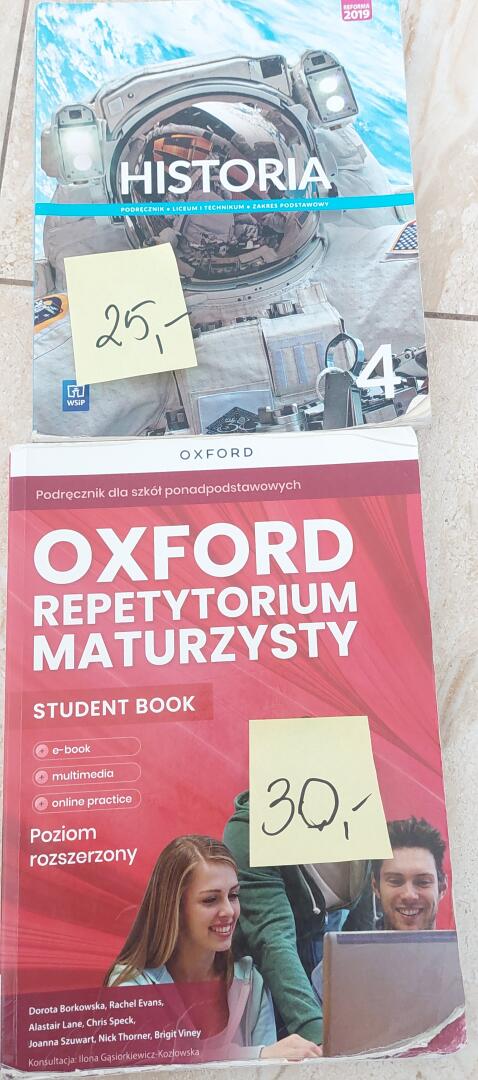 REFORMA
2019
HISTORIA
PODRĘCZNIK • LICEUM I TECHNIKUM • ZAKRES PODSTAWOWY
25,-
WSiP
4
OXFORD
Podręcznik dla szkół ponadpodstawowych
OXFORD
REPETYTORIUM
MATURZYSTY
STUDENT BOOK
e-book
multimedia
online practice
30,-
Poziom
rozszerzony
Dorota Borkowska, Rachel Evans,
Alastair Lane, Chris Speck,
Joanna Szuwart, Nick Thorner, Brigit Viney
Konsultacja: Ilona Gąsiorkiewicz-Kozłowska